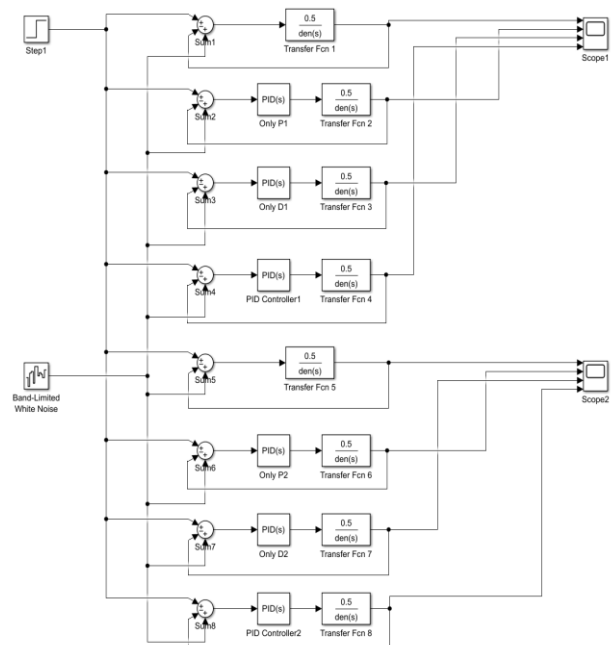 0.5
den(s)
Step1
Sum1
Transfer Fcn 1
Scope1
PID(s)
0.5
den(s)
Sum2
Only P1
Transfer Fcn 2
PID(s)
0.5
den(s)
Sum3
Only D1
Transfer Fcn 3
PID(s)
0.5
den(s)
Sum4
PID Controller1
Transfer Fcn 4
0.5
den(s)
Sum5
Transfer Fcn 5
Band-Limited
White Noise
Scope2
PID(s)
0.5
den(s)
Sum6
Only P2
Transfer Fcn 6
PID(s)
0.5
den(s)
Sum7
Only D2
Transfer Fcn 7
PID(s)
0.5
den(s)
Sum8
PID Controller2
Transfer Fcn 8